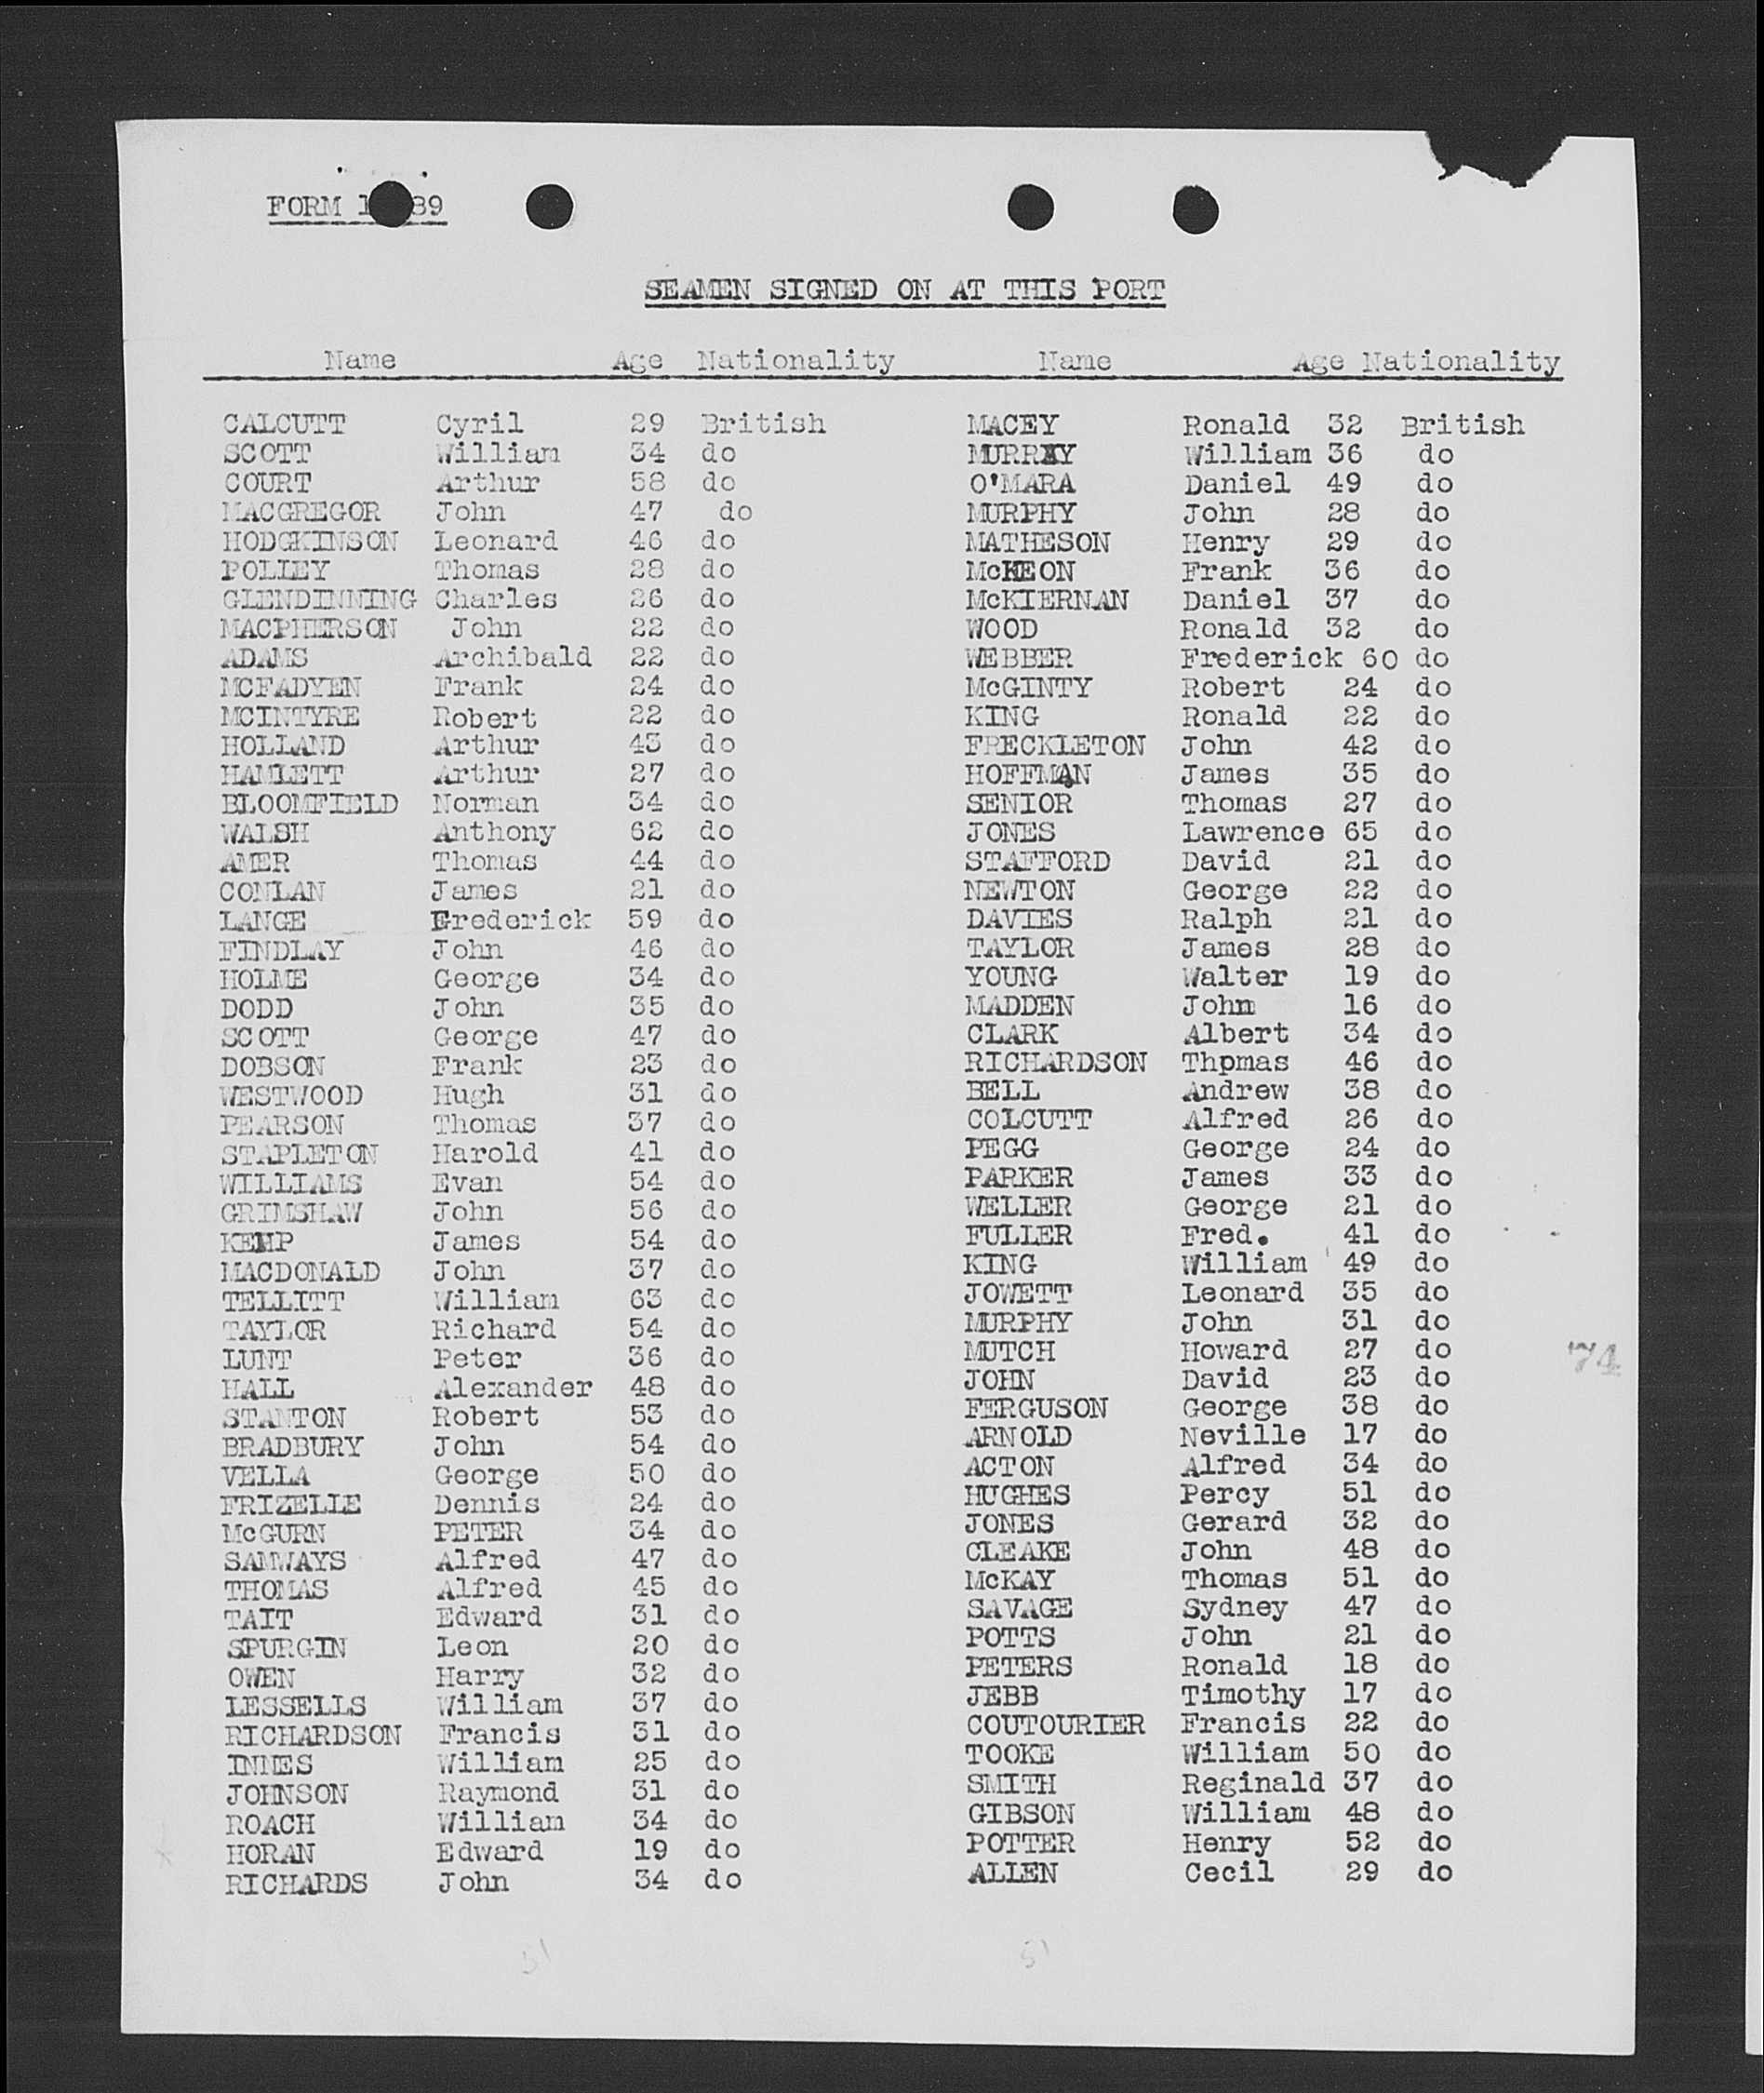 FORM 1 89
SEAMEN SIGNED ON AT THIS PORT
Name Age Nationality Name Age Nationality
CALCUTT Cyril 29 British MACEY Ronald 32 British
SCOTT William 34 do MURRAY William 36 do
COURT Arthur 58 do O'MARA Daniel 49 do
MACGREGOR John 47 do MURPHY John 28 do
HODGKINSON Leonard 46 do MATHESON Henry 29 do
POLLEY Thomas 28 do McKEON Frank 36 do
GLENDINNING Charles 26 do McKIERNAN Daniel 37 do
MACPHERSON John 22 do WOOD Ronald 32 do
ADAMS Archibald 22 do WEBBER Frederick 60 do
MCFADYEN Frank 24 do McGINTY Robert 24 do
MCINTYRE Robert 22 do KING Ronald 22 do
HOLLAND Arthur 43 do FRECKLETON John 42 do
HAMLETT Arthur 27 do HOFFMAN James 35 do
BLOOMFIELD Norman 34 do SENIOR Thomas 27 do
WALSH Anthony 62 do JONES Lawrence 65 do
AMER Thomas 44 do STAFFORD David 21 do
CONLAN James 21 do NEWTON George 22 do
LANGE Frederick 59 do DAVIES Ralph 21 do
FINDLAY John 46 do TAYLOR James 28 do
HOLME George 34 do YOUNG Walter 19 do
DODD John 35 do MADDEN John 16 do
SCOTT George 47 do CLARK Albert 34 do
DOBSON Frank 23 do RICHARDSON Thpmas 46 do
WESTWOOD Hugh 31 do BELL Andrew 38 do
PEARSON Thomas 37 do COLCUTT Alfred 26 do
STAPLETON Harold 41 do PEGG George 24 do
WILLIAMS Evan 54 do PARKER James 33 do
GRIMSHAW John 56 do WELLER George 21 do
KEMP James 54 do FULLER Fred. 41 do
MACDONALD John 37 do KING William 49 do
TELLITT William 63 do JOWETT Leonard 35 do
TAYLOR Richard 54 do MURPHY John 31 do
LUNT Peter 36 do MUTCH Howard 27 do
74
HALL Alexander 48 do JOHN David 23 do
STANTON Robert 53 do FERGUSON George 38 do
BRADBURY John 54 do ARNOLD Neville 17 do
VELLA George 50 do ACTON Alfred 34 do
FRIZELLE Dennis 24 do HUGHES Percy 51 do
McGURN PETER 34 do JONES Gerard 32 do
SAMWAYS Alfred 47 do CLEAKE John 48 do
THOMAS Alfred 45 do McKAY Thomas 51 do
TAIT Edward 31 do SAVAGE Sydney 47 do
SPURGIN Leon 20 do POTTS John 21 do
OWEN Harry 32 do PETERS Ronald 18 do
LESSELLS William 37 do JEBB Timothy 17 do
RICHARDSON Francis 31 do COUTOURIER Francis 22 do
INNES William 25 do TOOKE William 50 do
JOHNSON Raymond 31 do SMITH Reginald 37 do
ROACH William 34 do GIBSON William 48 do
HORAN Edward 19 do POTTER Henry 52 do
RICHARDS John 34 do ALLEN Cecil 29 do
51 51